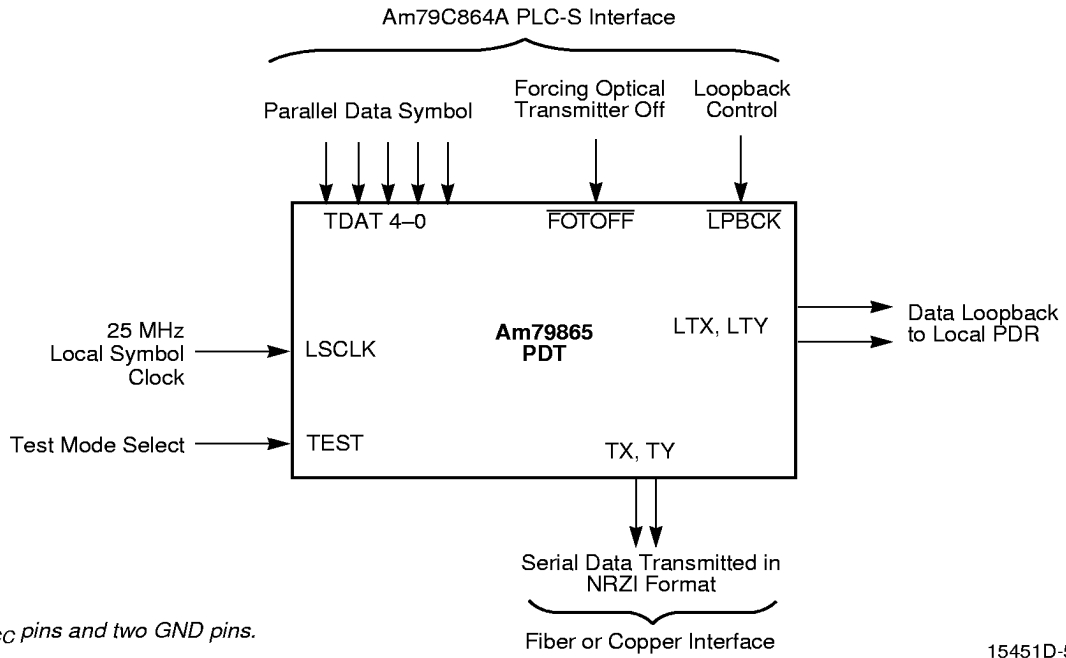 Am79C864A PLC-S Interface
Parallel Data Symbol
Forcing Optical
Transmitter Off
Loopback
Control
TDAT 4–0
FOTOFF
LPBCK
25 MHz
Local Symbol
Clock
LSCLK
Am79865
PDT
LTX, LTY
Data Loopback
to Local PDR
Test Mode Select
TEST
TX, TY
Serial Data Transmitted in
NRZI Format
Fiber or Copper Interface
pins and two GND pins.
15451D-5